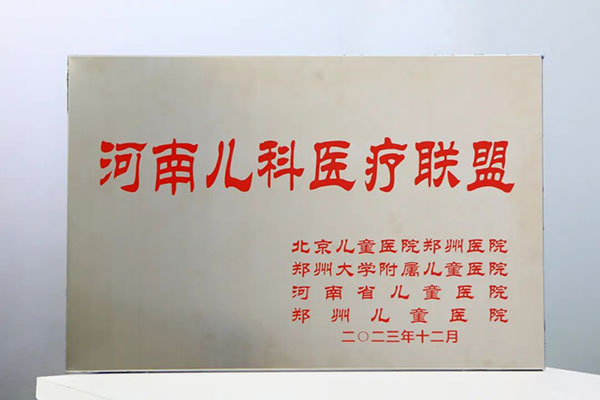 河南儿科医疗联盟
北京儿童医院郑州医院
郑州大学附属儿童医院
河南省儿童医院
郑州儿童医院
二〇二三年十二月